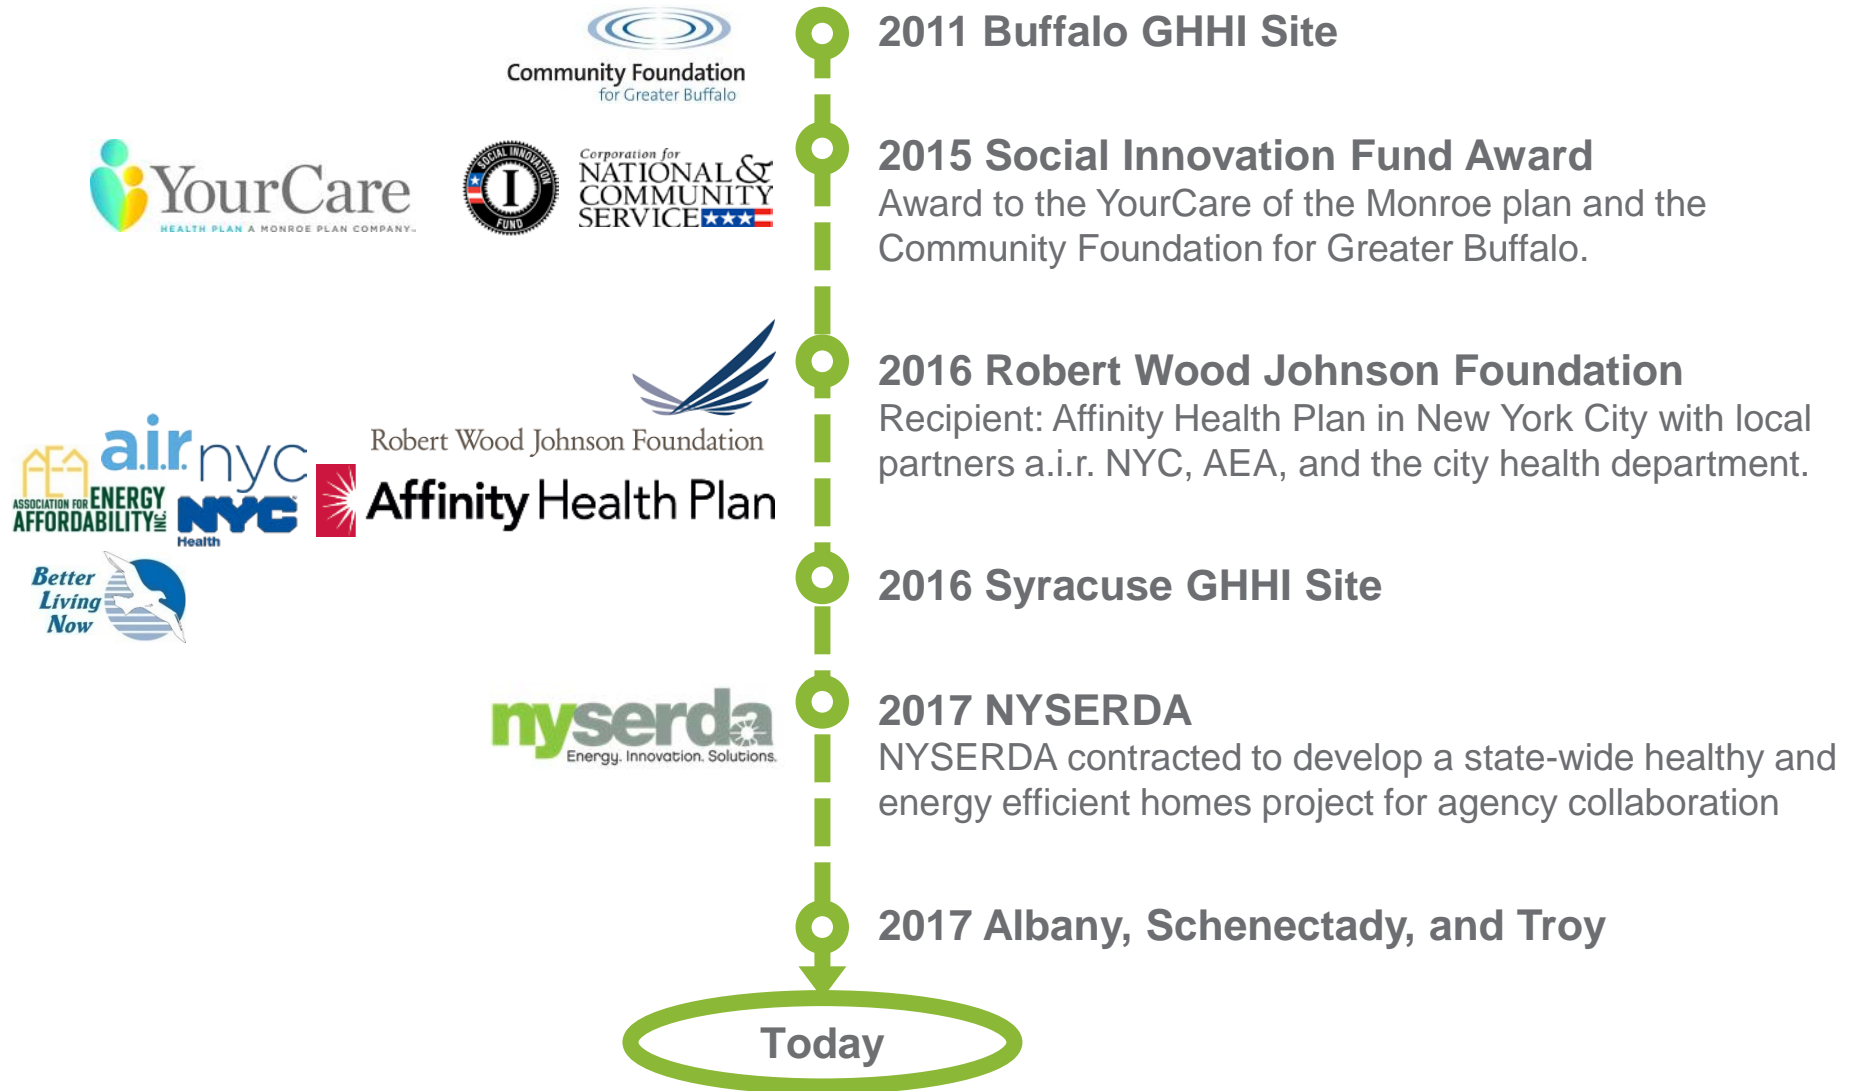 Community Foundation
for Greater Buffalo
2011 Buffalo GHHI Site
YourCare
HEALTH PLAN A MONROE PLAN COMPANY
SOCIAL INNOVATION
I
FUND
Corporation for
NATIONAL &
COMMUNITY
SERVICE
2015 Social Innovation Fund Award
Award to the YourCare of the Monroe plan and the
Community Foundation for Greater Buffalo.
Robert Wood Johnson Foundation
AEA
ASSOCIATION FOR ENERGY
AFFORDABILITY INC.
a.i.r. nyc
NYC
Health
Affinity Health Plan
2016 Robert Wood Johnson Foundation
Recipient: Affinity Health Plan in New York City with local
partners a.i.r. NYC, AEA, and the city health department.
Better
Living
Now
2016 Syracuse GHHI Site
nyserda
Energy. Innovation. Solutions.
2017 NYSERDA
NYSERDA contracted to develop a state-wide healthy and
energy efficient homes project for agency collaboration
2017 Albany, Schenectady, and Troy
Today